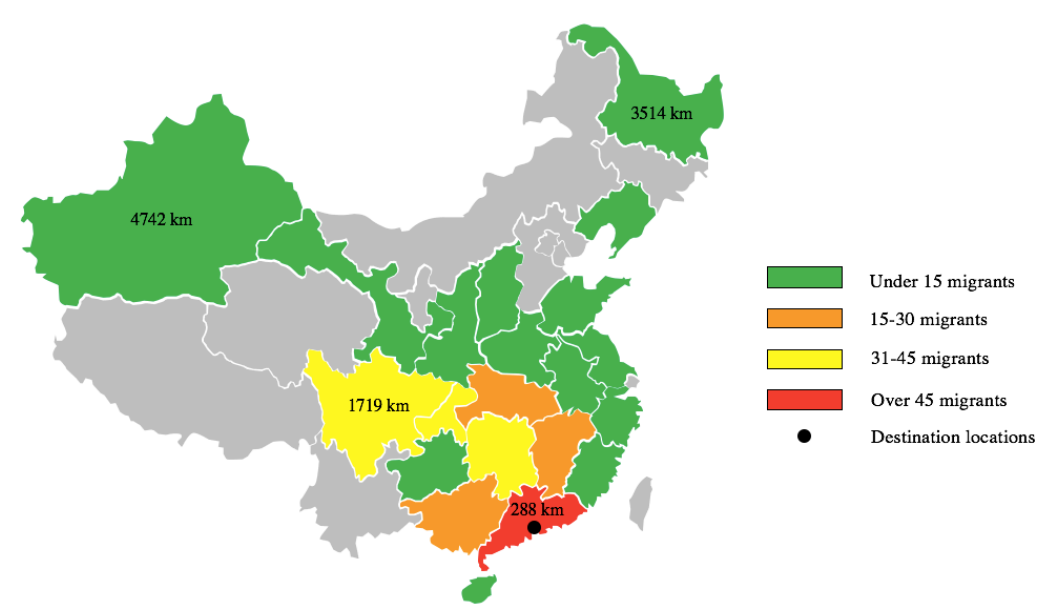 3514 km
4742 km
1719 km
288 km
Under 15 migrants
15-30 migrants
31-45 migrants
Over 45 migrants
Destination locations